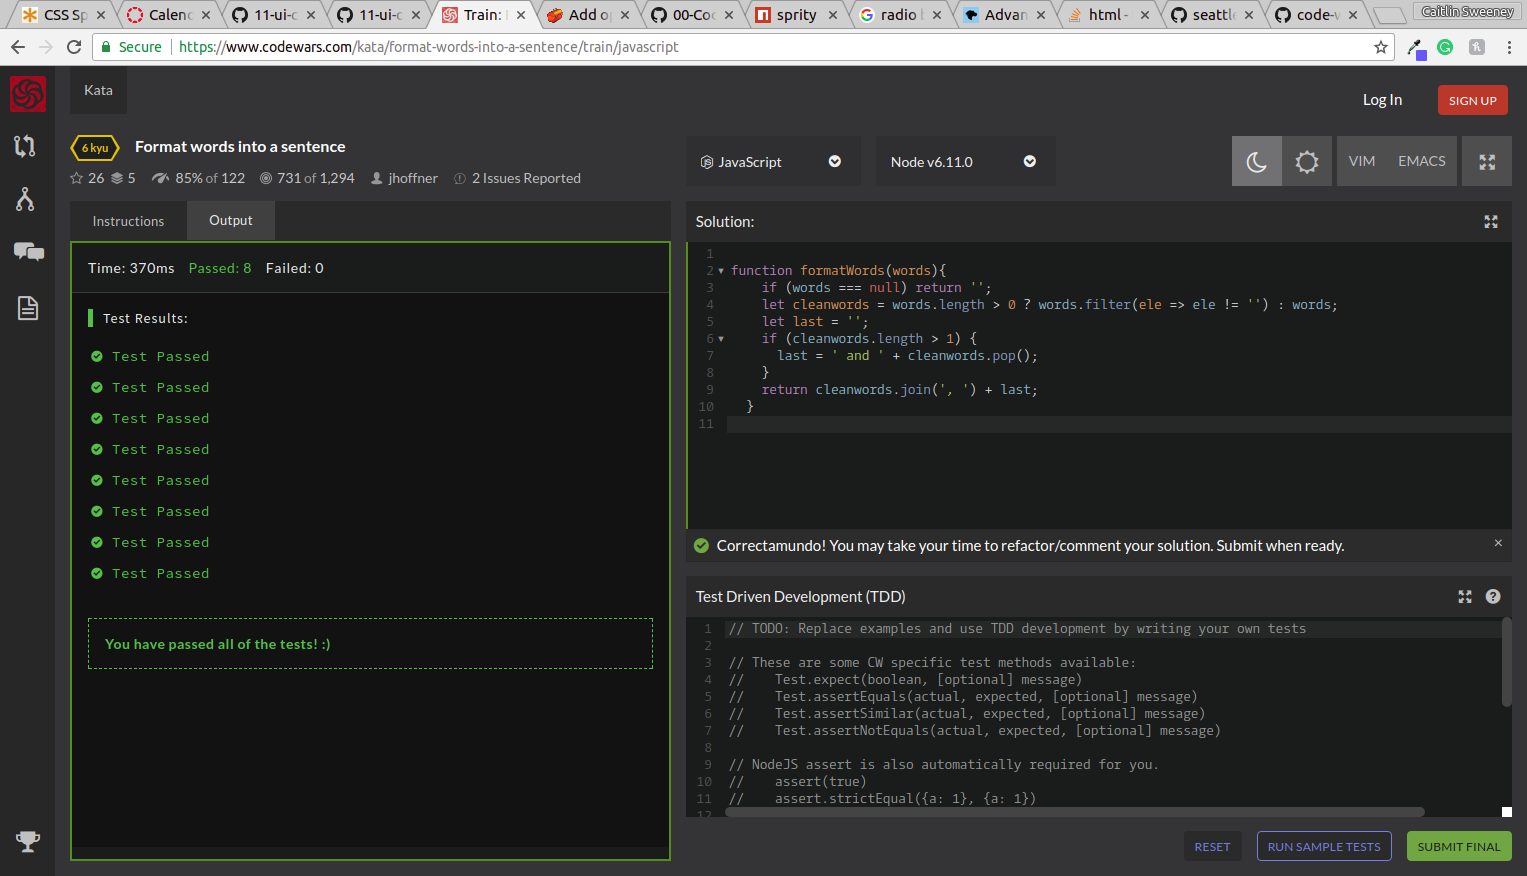 CSS Sp
Calenc
11-ui-c
11-ui-c
Train: F
Add o
00-Coo
sprity
radio b
Advan
html -
seattle
code-v
Caitlin Sweeney
Secure
https://www.codewars.com/kata/format-words-into-a-sentence/train/javascript
Kata
Log In
SIGN UP
6 kyu
Format words into a sentence
26 5 85% of 122 731 of 1,294 jhoffner 2 Issues Reported
JavaScript
Node v6.11.0
VIM
EMACS
Instructions
Output
Time: 370ms Passed: 8 Failed: 0
Test Results:
Test Passed
Test Passed
Test Passed
Test Passed
Test Passed
Test Passed
Test Passed
Test Passed
You have passed all of the tests! :)
Solution:
1
2 function formatWords(words){
3 if (words === null) return '';
4 let cleanwords = words.length > 0 ? words.filter(ele => ele != '') : words;
5 let last = '';
6 if (cleanwords.length > 1) {
7 last = ' and ' + cleanwords.pop();
8 }
9 return cleanwords.join(', ') + last;
10 }
11
Correctamundo! You may take your time to refactor/comment your solution. Submit when ready.
Test Driven Development (TDD)
1 // TODO: Replace examples and use TDD development by writing your own tests
2
3 // These are some CW specific test methods available:
4 // Test.expect(boolean, [optional] message)
5 // Test.assertEquals(actual, expected, [optional] message)
6 // Test.assertSimilar(actual, expected, [optional] message)
7 // Test.assertNotEquals(actual, expected, [optional] message)
8
9 // NodeJS assert is also automatically required for you.
10 // assert(true)
11 // assert.strictEqual({a: 1}, {a: 1})
12
RESET
RUN SAMPLE TESTS
SUBMIT FINAL